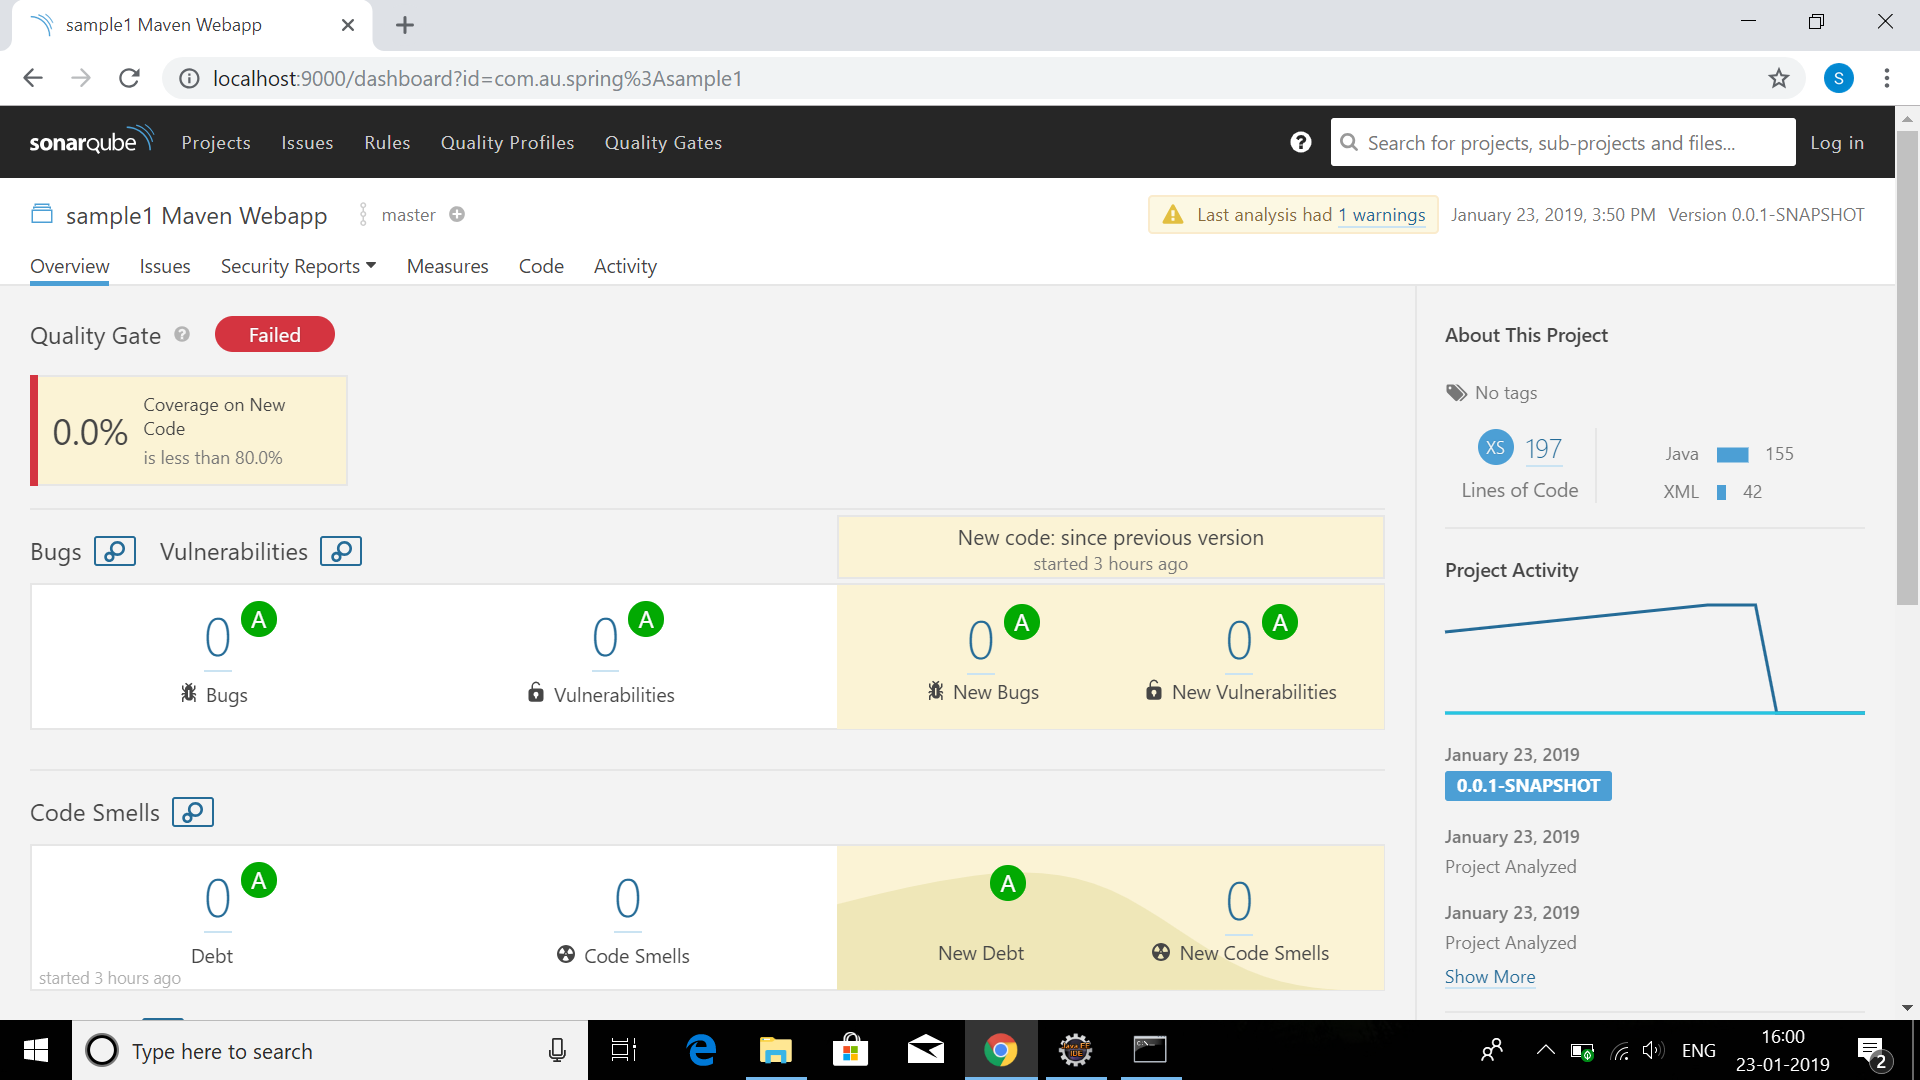 sample1 Maven Webapp
localhost:9000/dashboard?id=com.au.spring%3Asample1
S
sonarqube Projects Issues Rules Quality Profiles Quality Gates
? Search for projects, sub-projects and files... Log in
sample1 Maven Webapp master
Last analysis had 1 warnings January 23, 2019, 3:50 PM Version 0.0.1-SNAPSHOT
Overview Issues Security Reports Measures Code Activity
Quality Gate ? Failed
0.0%
Coverage on New
Code
is less than 80.0%
Bugs Vulnerabilities
New code: since previous version
started 3 hours ago
0 A
Bugs
0 A
Vulnerabilities
0 A
New Bugs
0 A
New Vulnerabilities
Code Smells
0 A
Debt
started 3 hours ago
0
Code Smells
A
New Debt
0
New Code Smells
About This Project
No tags
XS 197
Lines of Code
Java 155
XML 42
Project Activity
January 23, 2019
0.0.1-SNAPSHOT
January 23, 2019
Project Analyzed
January 23, 2019
Project Analyzed
Show More
Type here to search
Java EE
IDE
C:\.
ENG
16:00
23-01-2019
2